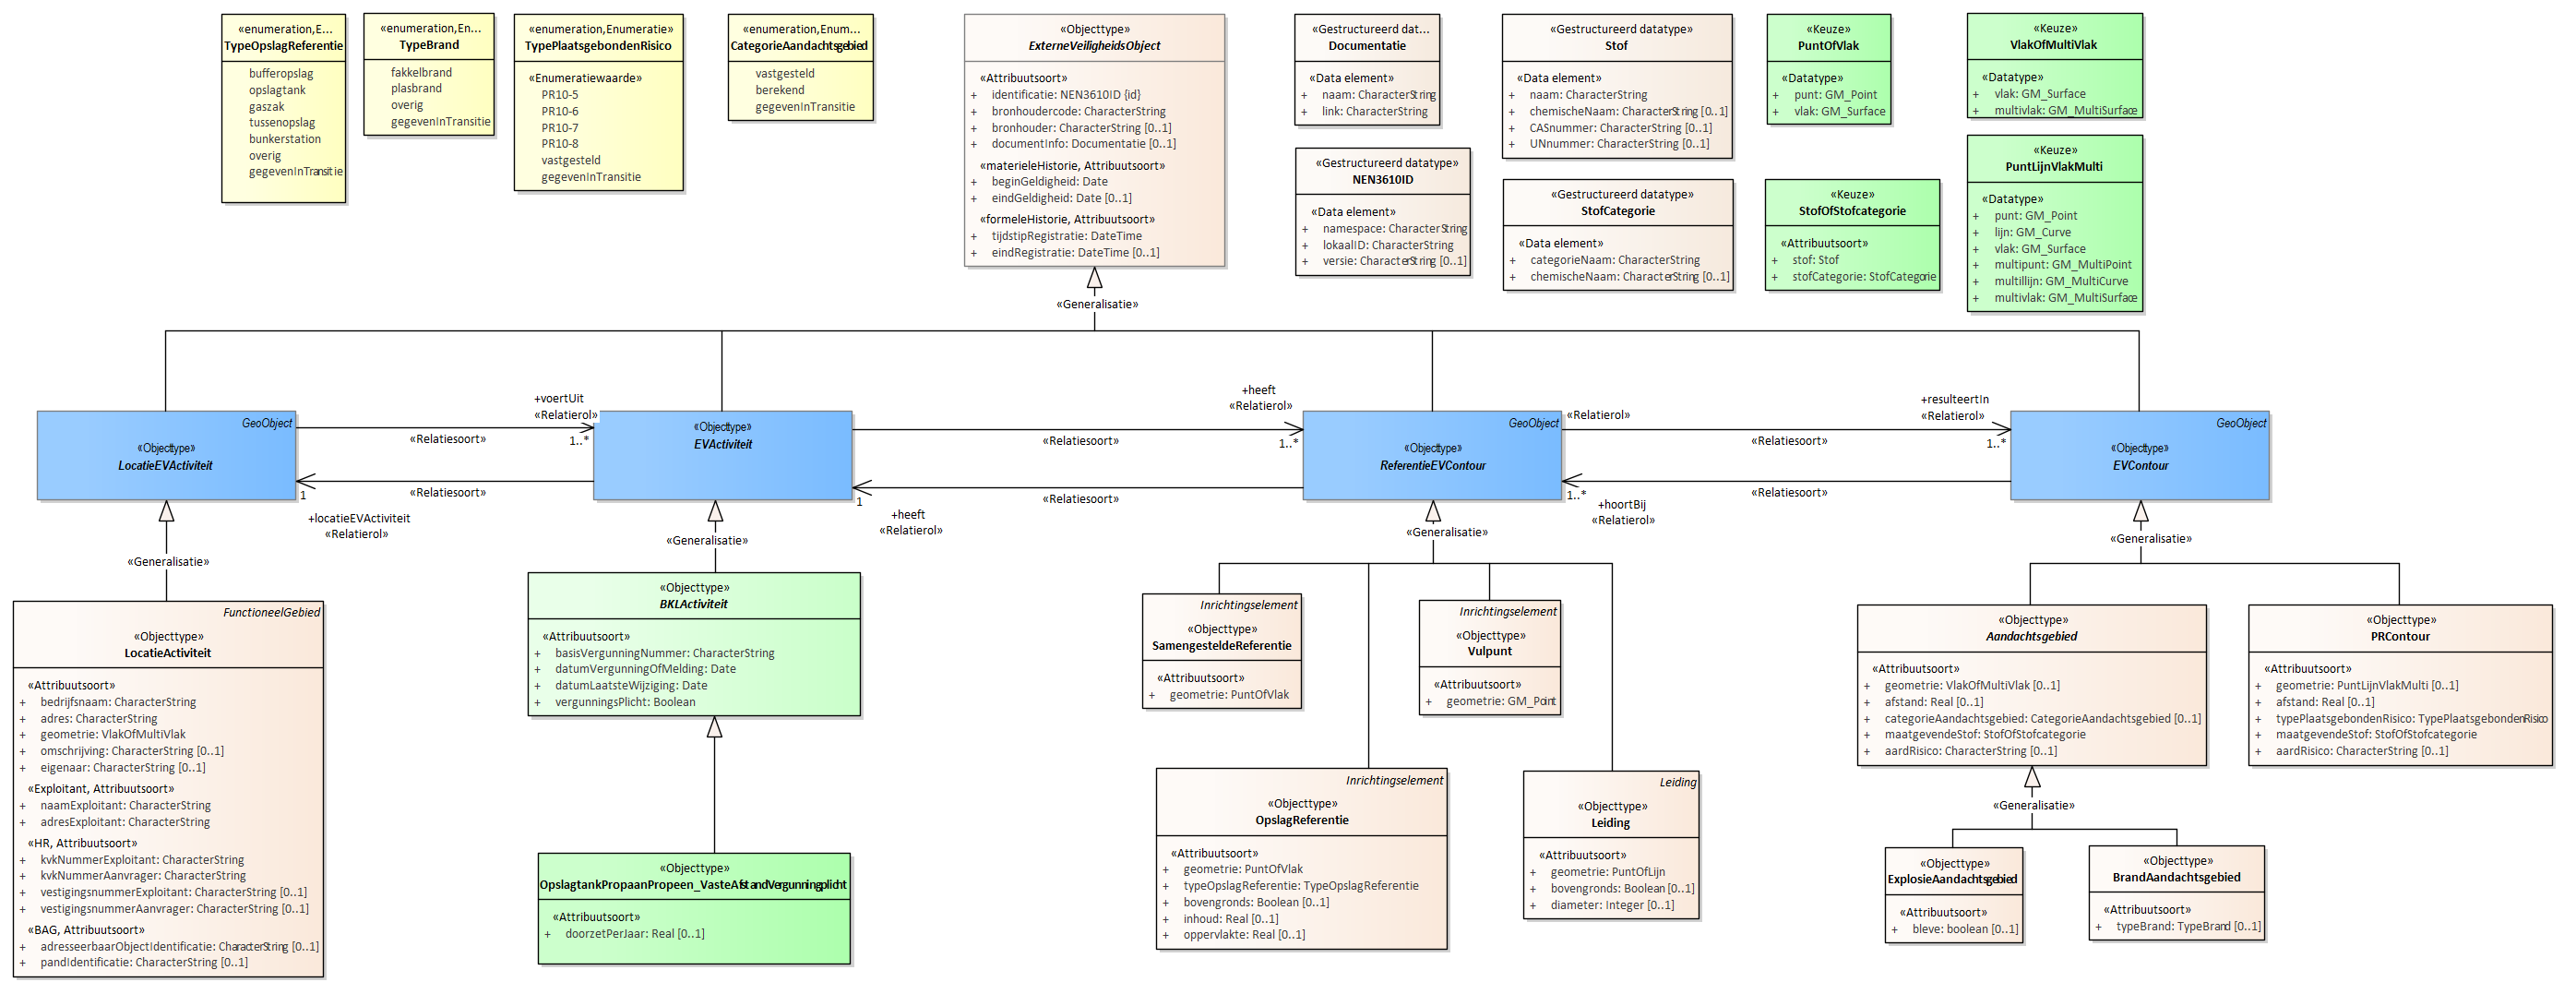 «enumeration,E...
TypeOpslagReferentie
bufferopslag
opslagtank
gaszak
tussenopslag
bunkerstation
overig
gegevenInTransitie
«enumeration,En...
TypeBrand
fakkelbrand
plasbrand
overig
gegevenInTransitie
«enumeration,Enumeratie»
TypePlaatsgebondenRisico
«Enumeratiewaarde»
PR10-5
PR10-6
PR10-7
PR10-8
vastgesteld
gegevenInTransitie
«enumeration,Enum...
CategorieAandachtsgebied
vastgesteld
berekend
gegevenInTransitie
«Objecttype»
ExterneVeiligheidsObject
«Attribuutsoort»
+ identificatie: NEN3610ID {id}
+ bronhoudercode: CharacterString
+ bronhouder: CharacterString [0..1]
+ documentInfo: Documentatie [0..1]
«materieleHistorie, Attribuutsoort»
+ beginGeldigheid: Date
+ eindGeldigheid: Date [0..1]
«formeleHistorie, Attribuutsoort»
+ tijdstipRegistratie: DateTime
+ eindRegistratie: DateTime [0..1]
«Gestructureerd dat...
Documentatie
«Data element»
+ naam: CharacterString
+ link: CharacterString
«Gestructureerd datatype»
NEN3610ID
«Data element»
+ namespace: CharacterString
+ lokaalID: CharacterString
+ versie: CharacterString [0..1]
«Gestructureerd datatype»
Stof
«Data element»
+ naam: CharacterString
+ chemischeNaam: CharacterString [0..1]
+ CASnummer: CharacterString [0..1]
+ UNnummer: CharacterString [0..1]
«Gestructureerd datatype»
StofCategorie
«Data element»
+ categorieNaam: CharacterString
+ chemischeNaam: CharacterString [0..1]
«Keuze»
PuntOfVlak
«Datatype»
+ punt: GM_Point
+ vlak: GM_Surface
«Keuze»
StofOfStofcategorie
«Attribuutsoort»
+ stof: Stof
+ stofCategorie: StofCategorie
«Keuze»
VlakOfMultiVlak
«Datatype»
+ vlak: GM_Surface
+ multivlak: GM_MultiSurface
«Keuze»
PuntLijnVlakMulti
«Datatype»
+ punt: GM_Point
+ lijn: GM_Curve
+ vlak: GM_Surface
+ multipunt: GM_MultiPoint
+ multillijn: GM_MultiCurve
+ multivlak: GM_MultiSurface
«Generalisatie»
GeoObject
«Objecttype»
LocatieEVActiviteit
+voertUit
«Relatierol»
1..*
«Relatiesoort»
«Relatiesoort»
1
+locatieEVActiviteit
«Relatierol»
«Objecttype»
EVActiviteit
+heeft
«Relatierol»
1..*
«Relatiesoort»
«Relatiesoort»
1
+heeft
«Relatierol»
GeoObject
«Objecttype»
ReferentieEVContour
«Relatierol»
+resulteertIn
«Relatierol»
1..*
«Relatiesoort»
«Relatiesoort»
1..*
+hoortBij
«Relatierol»
GeoObject
«Objecttype»
EVContour
«Generalisatie»
«Generalisatie»
«Generalisatie»
«Generalisatie»
FunctioneelGebied
«Objecttype»
LocatieActiviteit
«Attribuutsoort»
+ bedrijfsnaam: CharacterString
+ adres: CharacterString
+ geometrie: VlakOfMultiVlak
+ omschrijving: CharacterString [0..1]
+ eigenaar: CharacterString [0..1]
«Exploitant, Attribuutsoort»
+ naamExploitant: CharacterString
+ adresExploitant: CharacterString
«HR, Attribuutsoort»
+ kvkNummerExploitant: CharacterString
+ kvkNummerAanvrager: CharacterString
+ vestigingsnummerExploitant: CharacterString [0..1]
+ vestigingsnummerAanvrager: CharacterString [0..1]
«BAG, Attribuutsoort»
+ adresseerbaarObjectIdentificatie: CharacterString [0..1]
+ pandIdentificatie: CharacterString [0..1]
«Objecttype»
BKLActiviteit
«Attribuutsoort»
+ basisVergunningNummer: CharacterString
+ datumVergunningOfMelding: Date
+ datumLaatsteWijziging: Date
+ vergunningsPlicht: Boolean
«Objecttype»
OpslagtankPropaanPropeen_VasteAfstandVergunningplicht
«Attribuutsoort»
+ doorzetPerJaar: Real [0..1]
Inrichtingselement
«Objecttype»
SamengesteldeReferentie
«Attribuutsoort»
+ geometrie: PuntOfVlak
Inrichtingselement
«Objecttype»
Vulpunt
«Attribuutsoort»
+ geometrie: GM_Point
Inrichtingselement
«Objecttype»
OpslagReferentie
«Attribuutsoort»
+ geometrie: PuntOfVlak
+ typeOpslagReferentie: TypeOpslagReferentie
+ bovengronds: Boolean [0..1]
+ inhoud: Real [0..1]
+ oppervlakte: Real [0..1]
Leiding
«Objecttype»
Leiding
«Attribuutsoort»
+ geometrie: PuntOfLijn
+ bovengronds: Boolean [0..1]
+ diameter: Integer [0..1]
«Objecttype»
Aandachtsgebied
«Attribuutsoort»
+ geometrie: VlakOfMultiVlak [0..1]
+ afstand: Real [0..1]
+ categorieAandachtsgebied: CategorieAandachtsgebied [0..1]
+ maatgevendeStof: StofOfStofcategorie
+ aardRisico: CharacterString [0..1]
«Objecttype»
PRContour
«Attribuutsoort»
+ geometrie: PuntLijnVlakMulti [0..1]
+ afstand: Real [0..1]
+ typePlaatsgebondenRisico: TypePlaatsgebondenRisico
+ maatgevendeStof: StofOfStofcategorie
+ aardRisico: CharacterString [0..1]
«Generalisatie»
«Objecttype»
ExplosieAandachtsgebied
«Attribuutsoort»
+ bleve: boolean [0..1]
«Objecttype»
BrandAandachtsgebied
«Attribuutsoort»
+ typeBrand: TypeBrand [0..1]